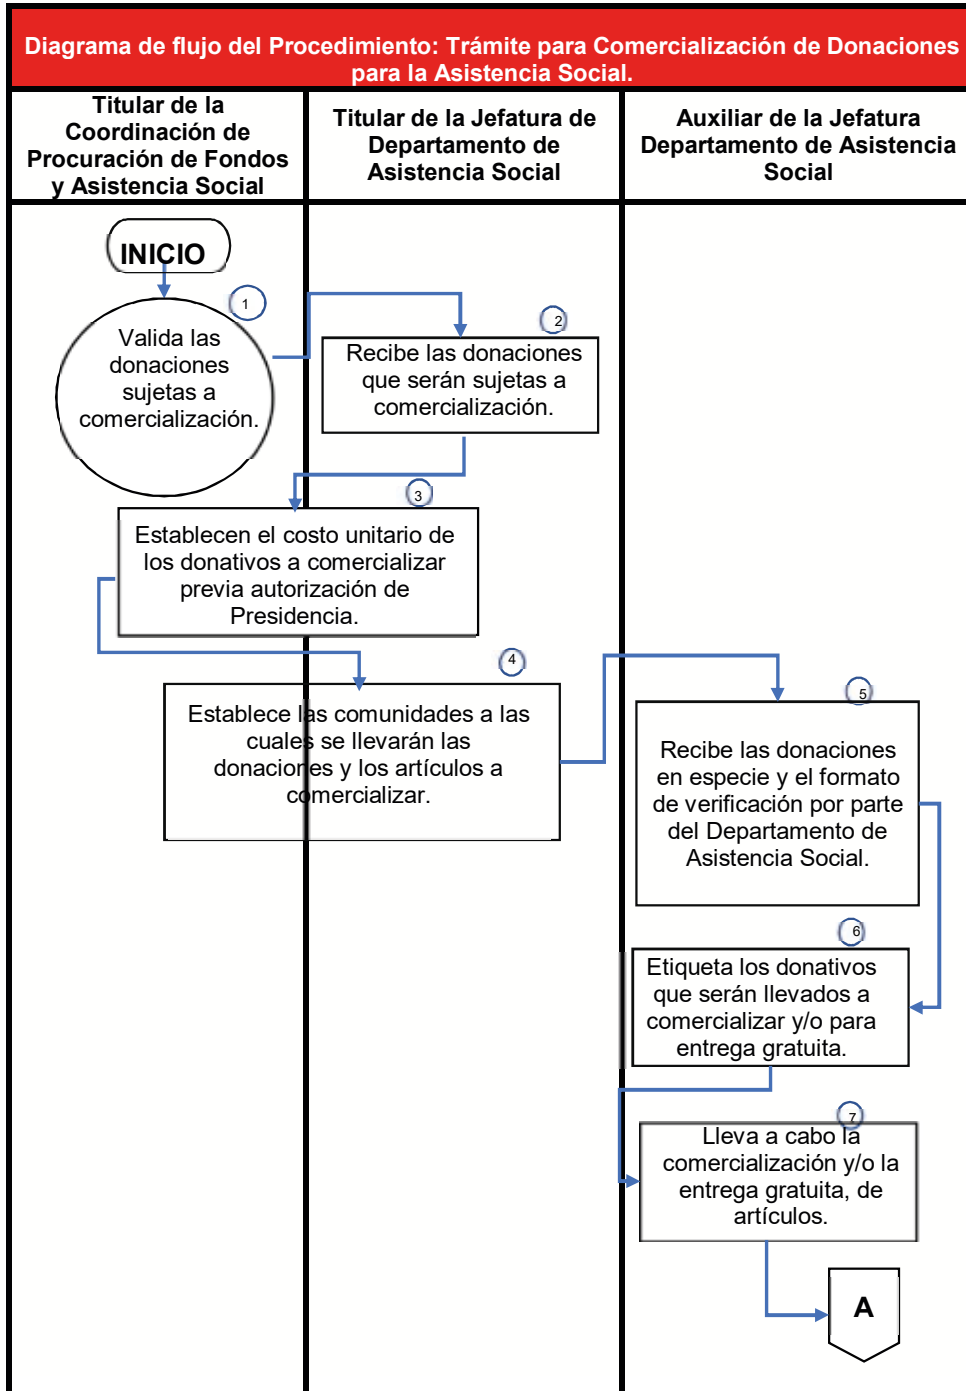 Diagrama de flujo del Procedimiento: Trámite para Comercialización de Donaciones
para la Asistencia Social.
Titular de la
Coordinación de
Procuración de Fondos
y Asistencia Social
Titular de la Jefatura de
Departamento de
Asistencia Social
Auxiliar de la Jefatura
Departamento de Asistencia
Social
INICIO
1
Valida las
donaciones
sujetas a
comercialización.
2
Recibe las donaciones
que serán sujetas a
comercialización.
3
Establecen el costo unitario de
los donativos a comercializar
previa autorización de
Presidencia.
4
Establece las comunidades a las
cuales se llevarán las
donaciones y los artículos a
comercializar.
5
Recibe las donaciones
en especie y el formato
de verificación por parte
del Departamento de
Asistencia Social.
6
Etiqueta los donativos
que serán llevados a
comercializar y/o para
entrega gratuita.
7
Lleva a cabo la
comercialización y/o la
entrega gratuita, de
artículos.
A